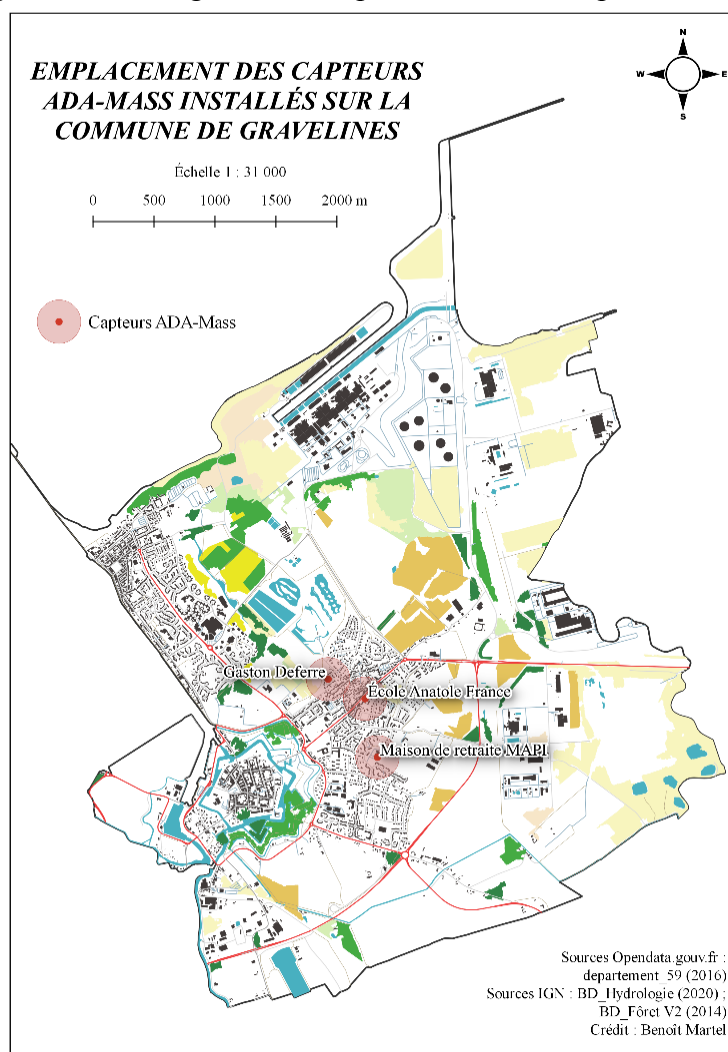 EMPLACEMENT DES CAPTEURS
ADA-MASS INSTALLÉS SUR LA
COMMUNE DE GRAVELINES
N
W
E
S
Échelle 1 : 31 000
0 500 1000 1500 2000 m
Capteurs ADA-Mass
Gaston Deferre
École Anatole France
Maison de retraite MAPI
Sources Opendata.gouv.fr :
departement_59 (2016)
Sources IGN : BD_Hydrologie (2020) ;
BD_Fôret V2 (2014)
Crédit : Benoît Martel